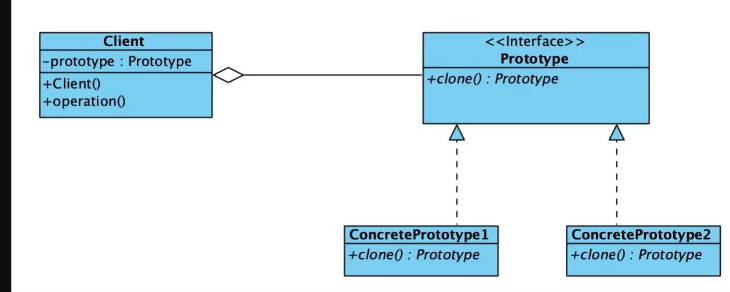 Client
-prototype : Prototype
+Client()
+operation()
<<Interface>>
Prototype
+clone() : Prototype
ConcretePrototype1
+clone() : Prototype
ConcretePrototype2
+clone() : Prototype